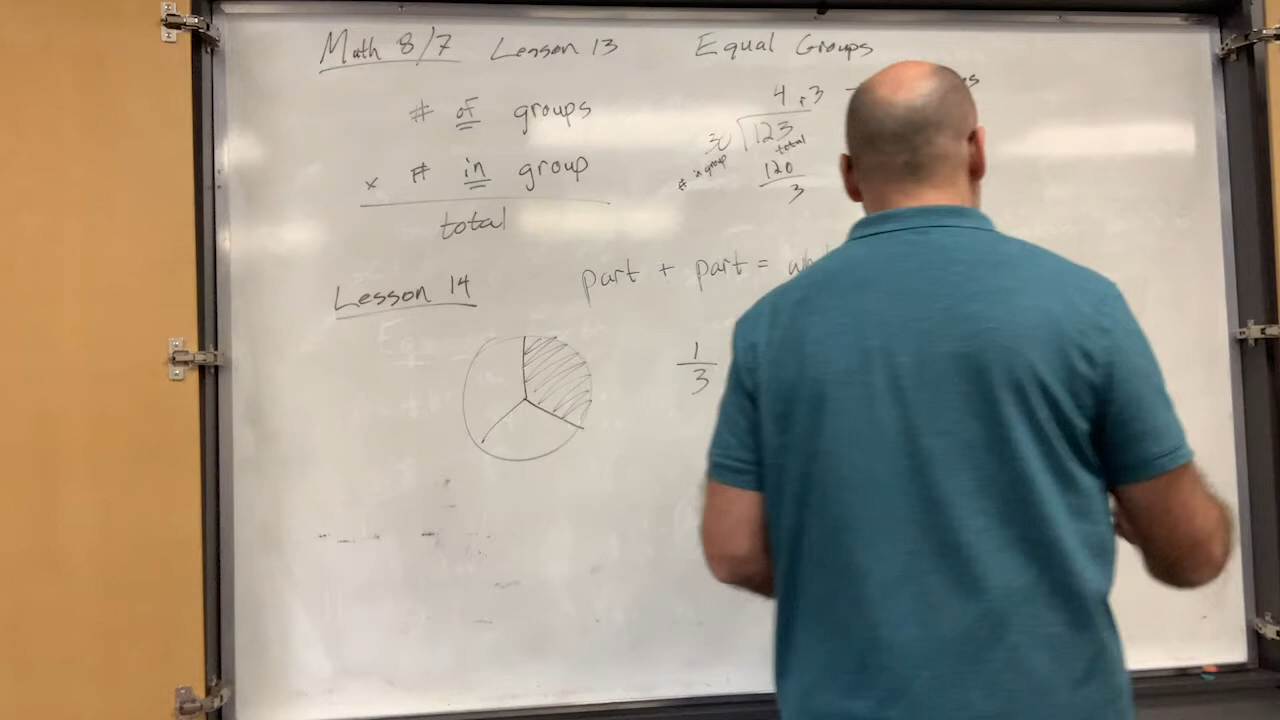 Math 8/7 Lesson 13 Equal Groups
# of groups
x # in group
total
4 r 3
30 123
# in group total
120
3
Lesson 14
part + part =
1
3